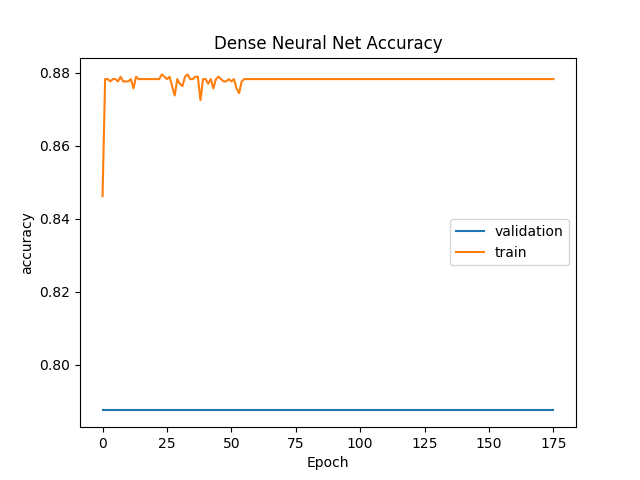 Dense Neural Net Accuracy
0.88
0.86
0.84
0.82
0.80
accuracy
validation
train
0 25 50 75 100 125 150 175
Epoch